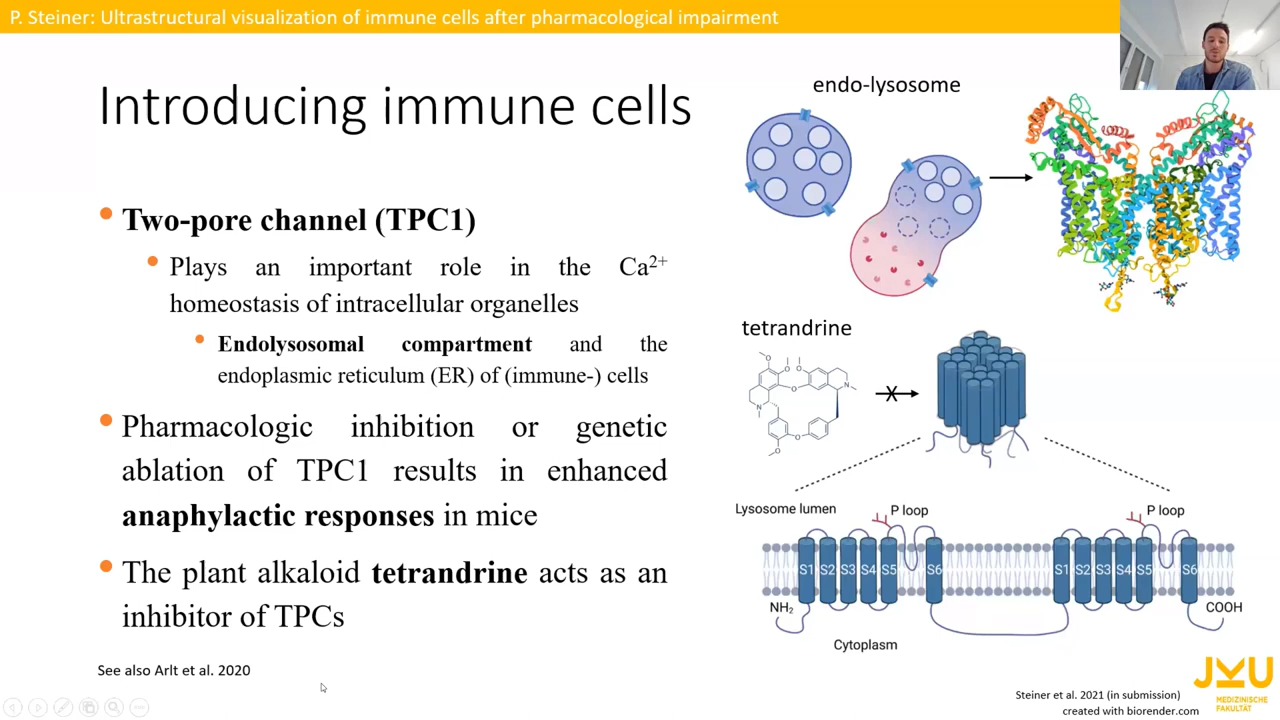 P. Steiner: Ultrastructural visualization of immune cells after pharmacological impairment
Introducing immune cells
Two-pore channel (TPC1)
Plays an important role in the Ca²⁺
homeostasis of intracellular organelles
Endolysosomal compartment and the
endoplasmic reticulum (ER) of (immune-) cells
Pharmacologic inhibition or genetic
ablation of TPC1 results in enhanced
anaphylactic responses in mice
The plant alkaloid tetrandrine acts as an
inhibitor of TPCs
See also Arlt et al. 2020
endo-lysosome
tetrandrine
O
O
O
O
N
N
O
O
Lysosome lumen
P loop
P loop
S1 S2 S3 S4 S5 S6
S1 S2 S3 S4 S5 S6
NH₂
COOH
Cytoplasm
Steiner et al. 2021 (in submission)
created with biorender.com
JKU
MEDIZINISCHE
FAKULTÄT